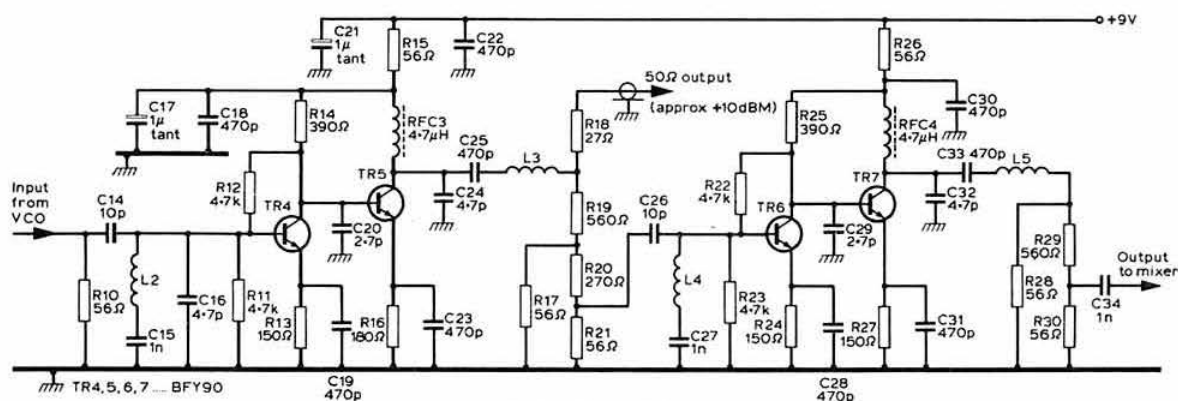 +9V
C21
1μ
tant
R15
56Ω
C22
470p
R26
56Ω
C17
1μ
tant
C18
470p
R14
390Ω
RFC3
4·7μH
C25
470p
L3
50Ω output
(approx +10dBM)
R18
27Ω
R25
390Ω
RFC4
4·7μH
C30
470p
C33 470p
L5
Input
from
VCO
C14
10p
R12
4·7k
TR4
TR5
C20
2·7p
C24
4·7p
R19
560Ω
C26
10p
R22
4·7k
TR6
TR7
C29
2·7p
C32
4·7p
R10
56Ω
L2
C15
1n
C16
4·7p
R11
4·7k
R13
150Ω
R16
180Ω
C23
470p
R17
56Ω
R20
270Ω
R21
56Ω
L4
C27
1n
R23
4·7k
R24
150Ω
R27
150Ω
C31
470p
R28
56Ω
R29
560Ω
R30
56Ω
C34
1n
Output
to mixer
TR4,5,6,7 ..... BFY90
C19
470p
C28
470p